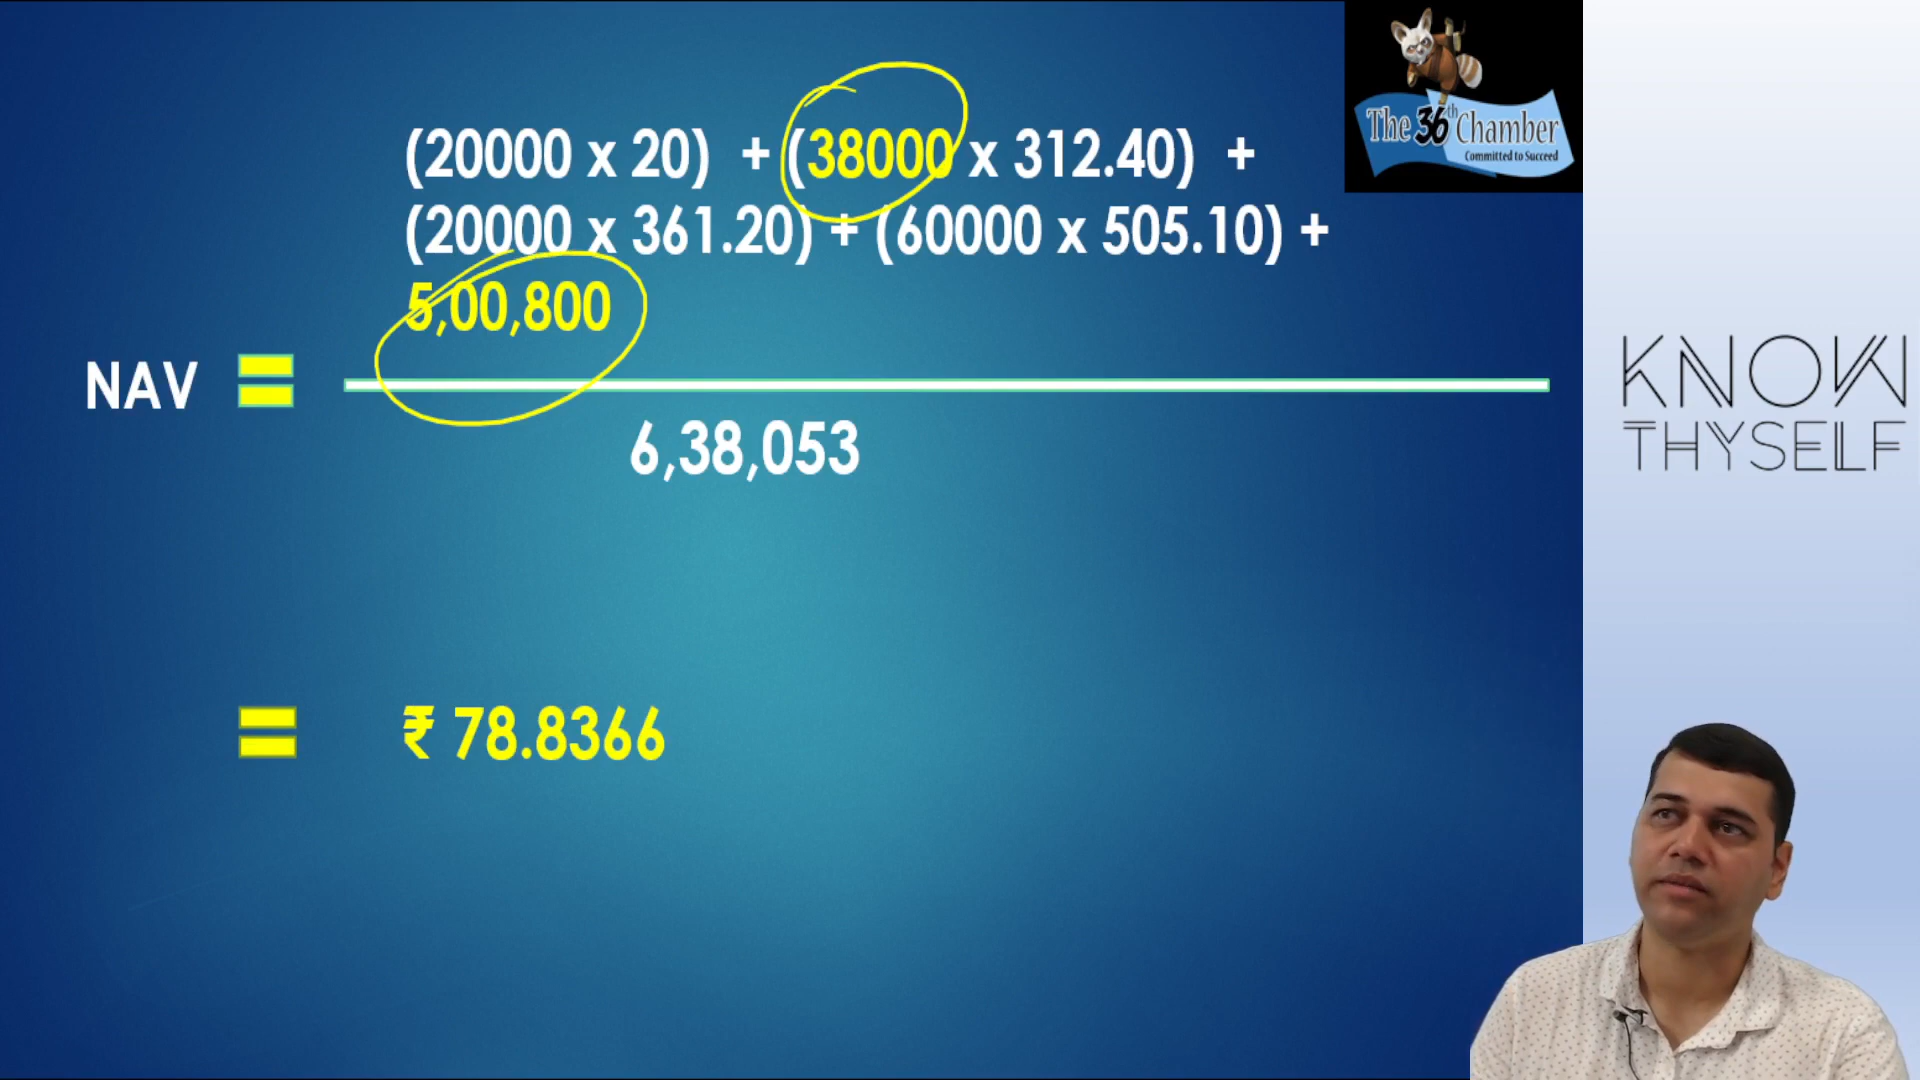 (20000 x 20) + (38000 x 312.40) +
(20000 x 361.20) + (60000 x 505.10) +
5,00,800
NAV =
6,38,053
= ₹ 78.8366
The 36th Chamber
Committed to Succeed
KNOW
THYSELF